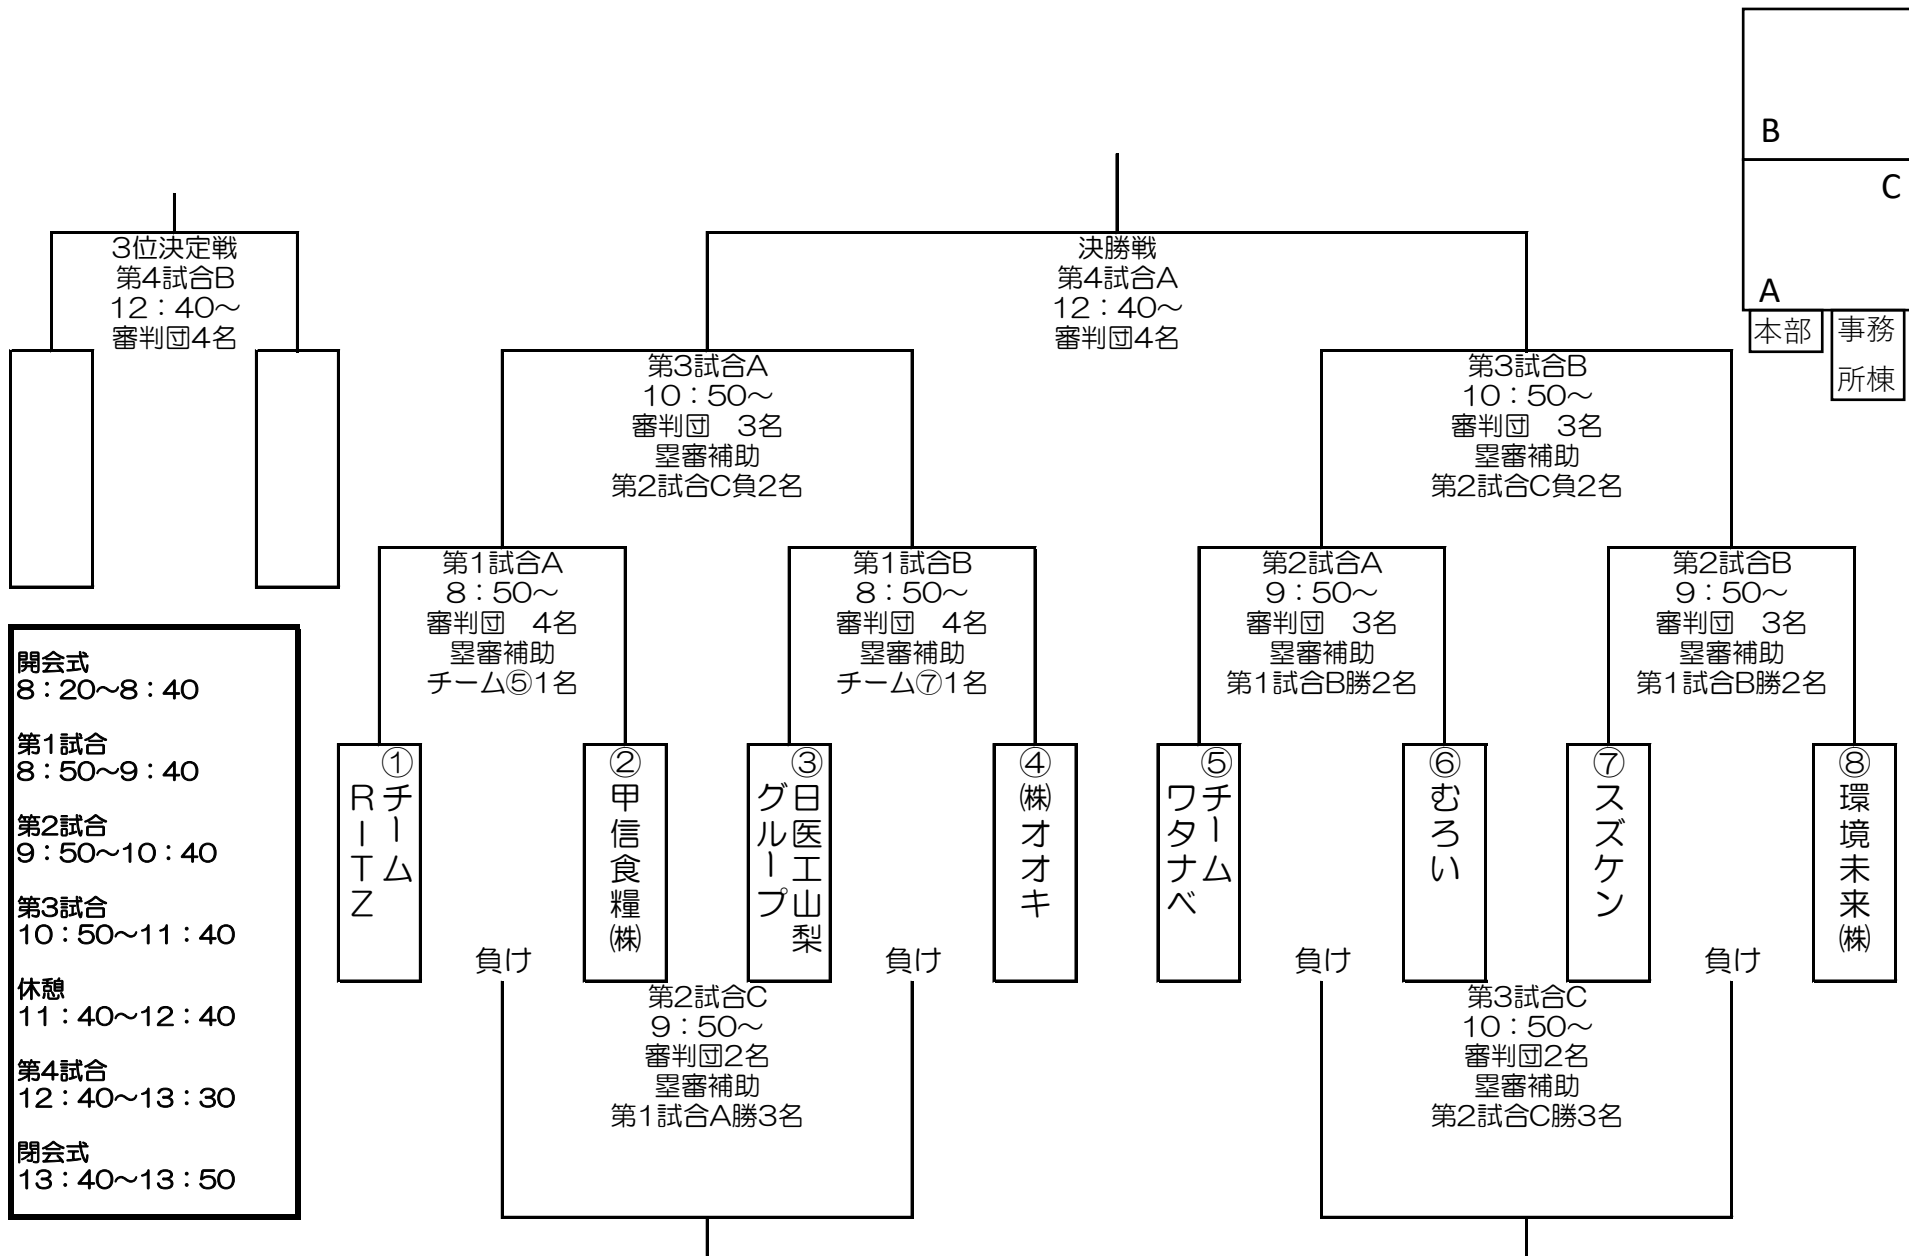 B
C
A
本部
事務
所棟
3位決定戦
第4試合B
12：40～
審判団4名
決勝戦
第4試合A
12：40～
審判団4名
第3試合A
10：50～
審判団　3名
塁審補助
第2試合C負2名
第3試合B
10：50～
審判団　3名
塁審補助
第2試合C負2名
第1試合A
8：50～
審判団　4名
塁審補助
チーム⑤1名
第1試合B
8：50～
審判団　4名
塁審補助
チーム⑦1名
第2試合A
9：50～
審判団　3名
塁審補助
第1試合B勝2名
第2試合B
9：50～
審判団　3名
塁審補助
第1試合B勝2名
開会式
8：20～8：40
第1試合
8：50～9：40
第2試合
9：50～10：40
第3試合
10：50～11：40
休憩
11：40～12：40
第4試合
12：40～13：30
閉会式
13：40～13：50
①チーム
RITZ
②甲信食糧㈱
③日医工山梨
グループ
④㈱オオキ
⑤チーム
ワタナベ
⑥むろい
⑦スズケン
⑧環境未来㈱
負け
負け
負け
負け
第2試合C
9：50～
審判団2名
塁審補助
第1試合A勝3名
第3試合C
10：50～
審判団2名
塁審補助
第2試合C勝3名